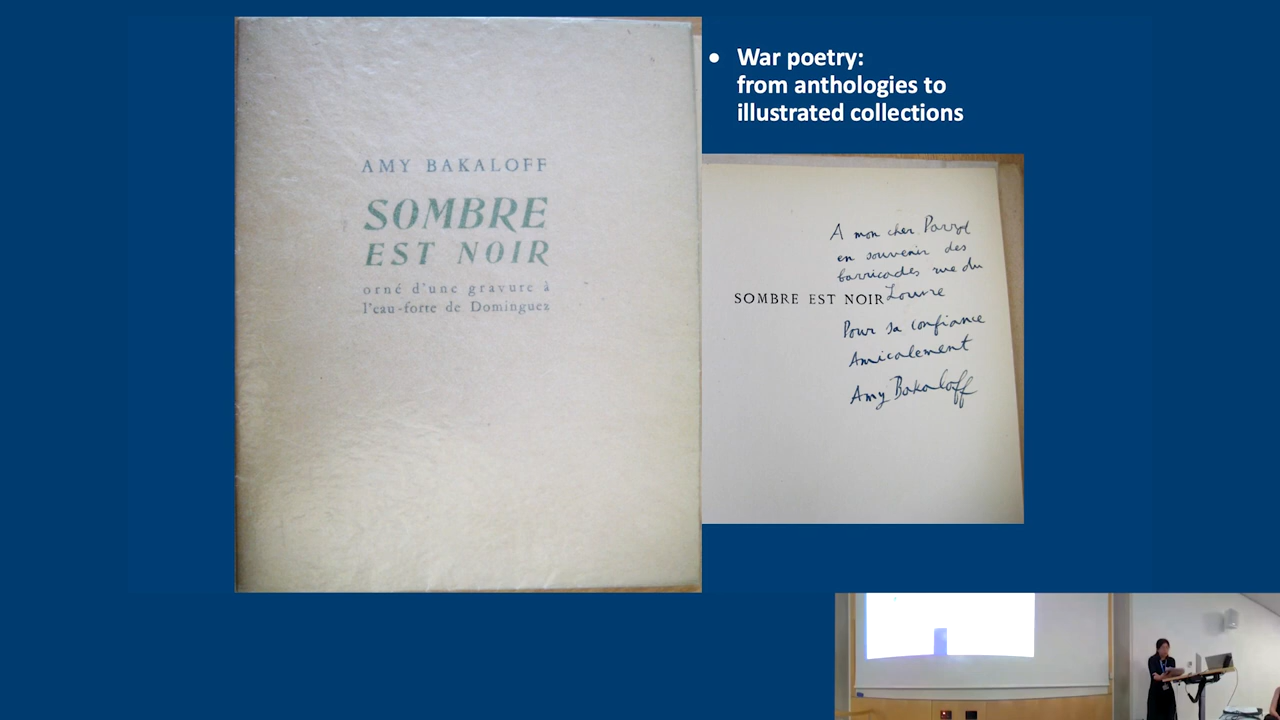 AMY BAKALOFF
SOMBRE
EST NOIR
orné d'une gravure à
l'eau-forte de Dominguez
• War poetry:
from anthologies to
illustrated collections
A mon cher Parrot
en souvenir des
barricades rue du
Louvre
SOMBRE EST NOIR
Pour sa confiance
Amicalement
Amy Bakaloff